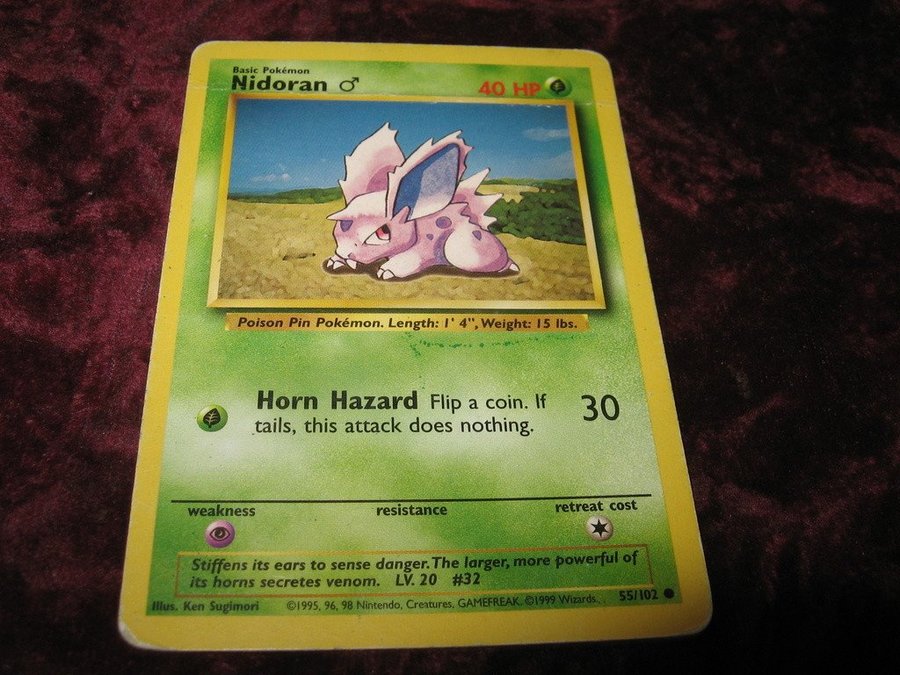 Basic Pokémon
Nidoran ♂ 40 HP
Poison Pin Pokémon. Length: 1' 4", Weight: 15 lbs.
Horn Hazard Flip a coin. If
tails, this attack does nothing. 30
weakness resistance retreat cost
Stiffens its ears to sense danger. The larger, more powerful of
its horns secretes venom. LV. 20 #32
Illus. Ken Sugimori ©1995, 96, 98 Nintendo, Creatures, GAMEFREAK. ©1999 Wizards. 55/102